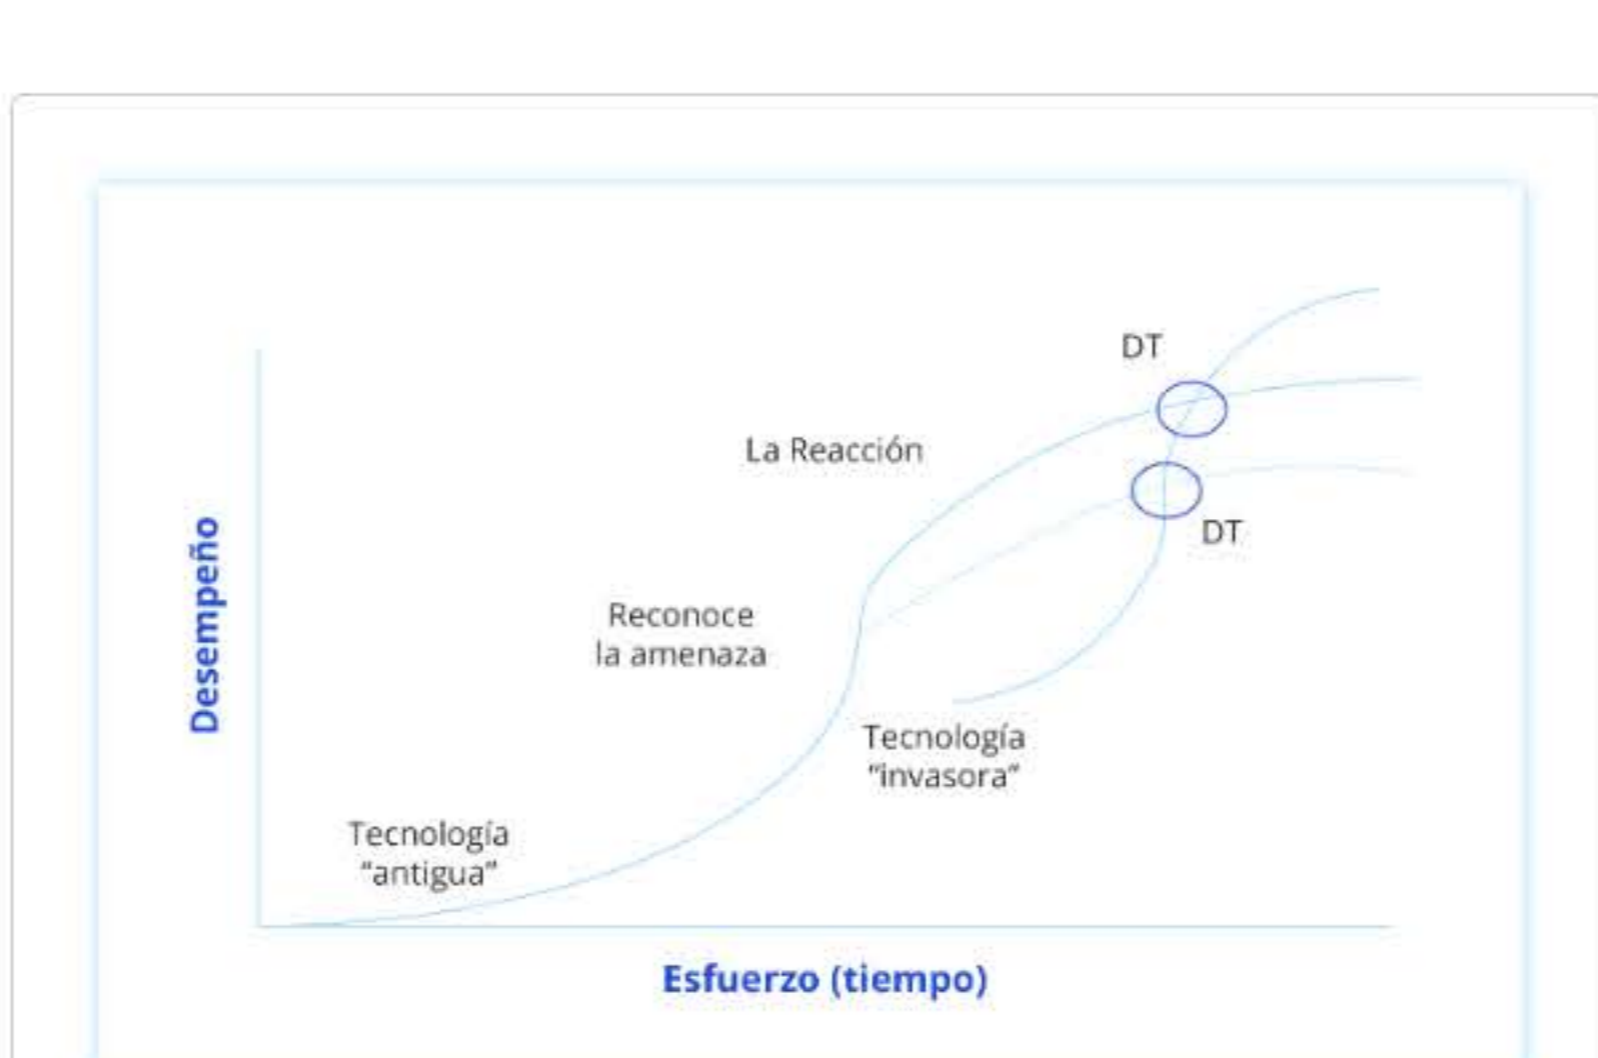 DT
La Reacción
DT
Desempeño
Reconoce
la amenaza
Tecnología
“invasora”
Tecnología
“antigua”
Esfuerzo (tiempo)